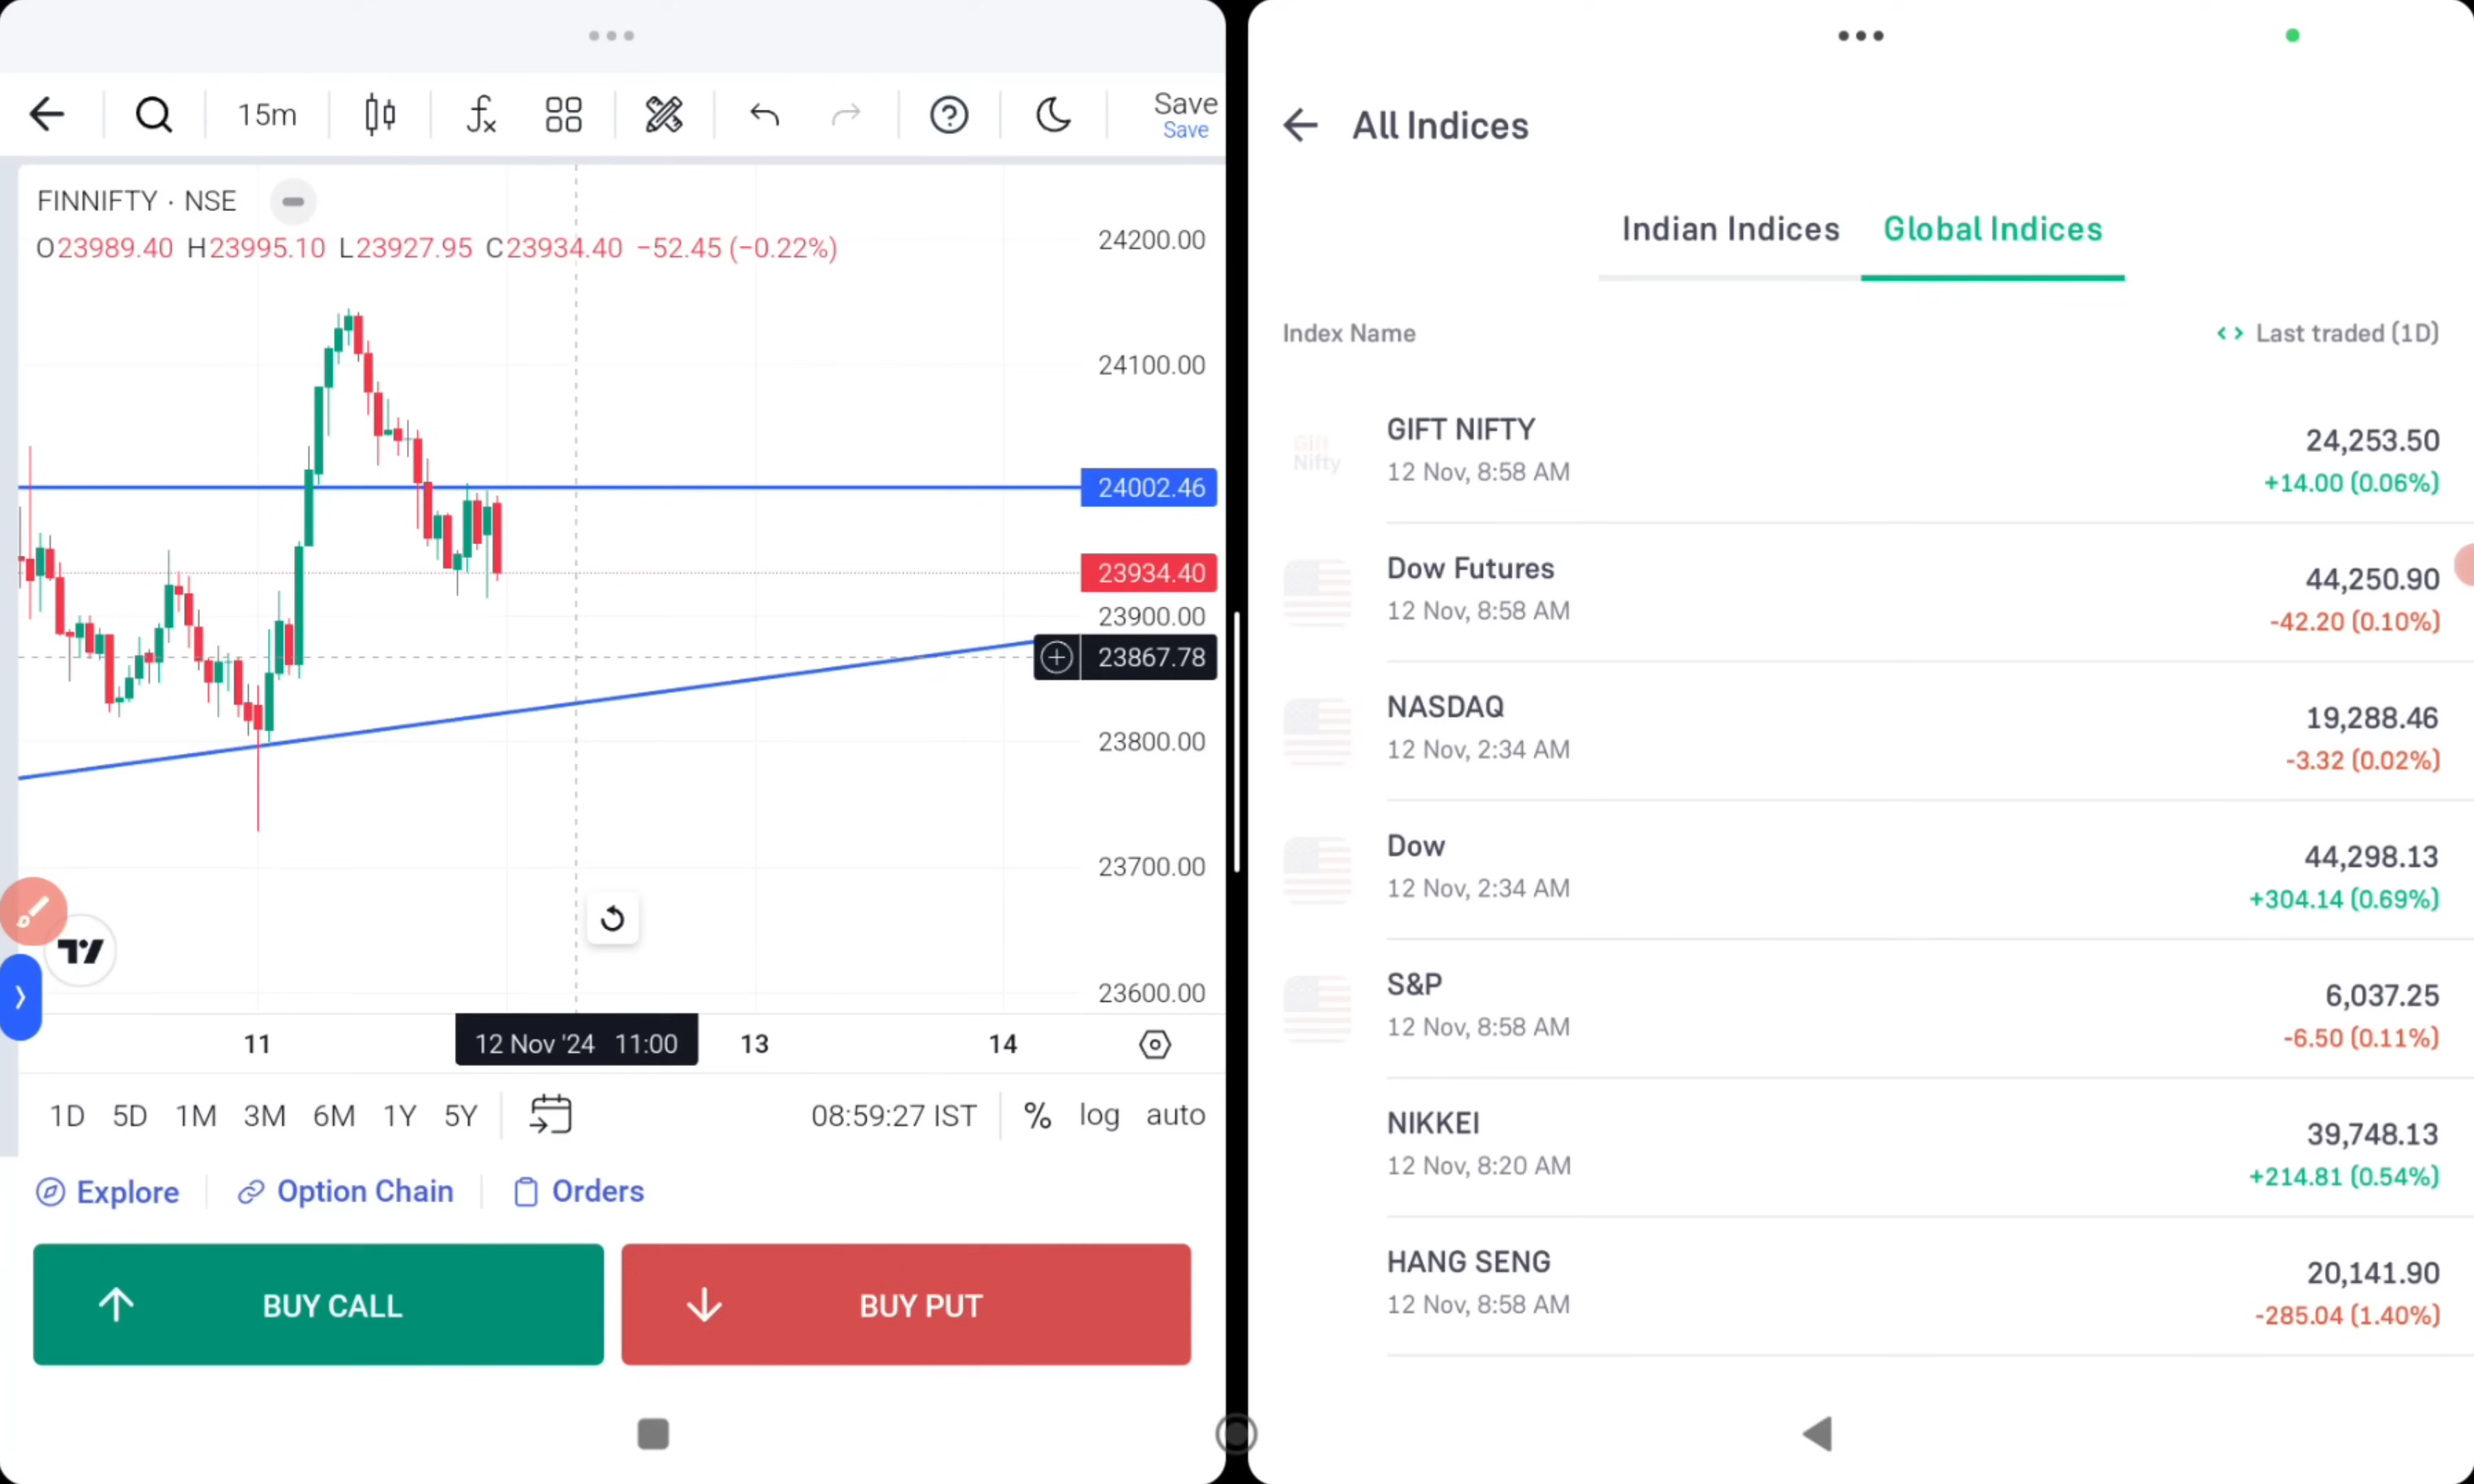 15m
Save
Save
FINNIFTY · NSE
O23989.40 H23995.10 L23927.95 C23934.40 −52.45 (−0.22%)
24200.00
24100.00
24002.46
23934.40
23900.00
23867.78
23800.00
23700.00
23600.00
11
12 Nov '24 11:00
13
14
1D 5D 1M 3M 6M 1Y 5Y
08:59:27 IST
% log auto
Explore
Option Chain
Orders
BUY CALL
BUY PUT
All Indices
Indian Indices
Global Indices
Index Name
Last traded (1D)
Gift
Nifty
GIFT NIFTY
24,253.50
12 Nov, 8:58 AM
+14.00 (0.06%)
Dow Futures
44,250.90
12 Nov, 8:58 AM
-42.20 (0.10%)
NASDAQ
19,288.46
12 Nov, 2:34 AM
-3.32 (0.02%)
Dow
44,298.13
12 Nov, 2:34 AM
+304.14 (0.69%)
S&P
6,037.25
12 Nov, 8:58 AM
-6.50 (0.11%)
NIKKEI
39,748.13
12 Nov, 8:20 AM
+214.81 (0.54%)
HANG SENG
20,141.90
12 Nov, 8:58 AM
-285.04 (1.40%)